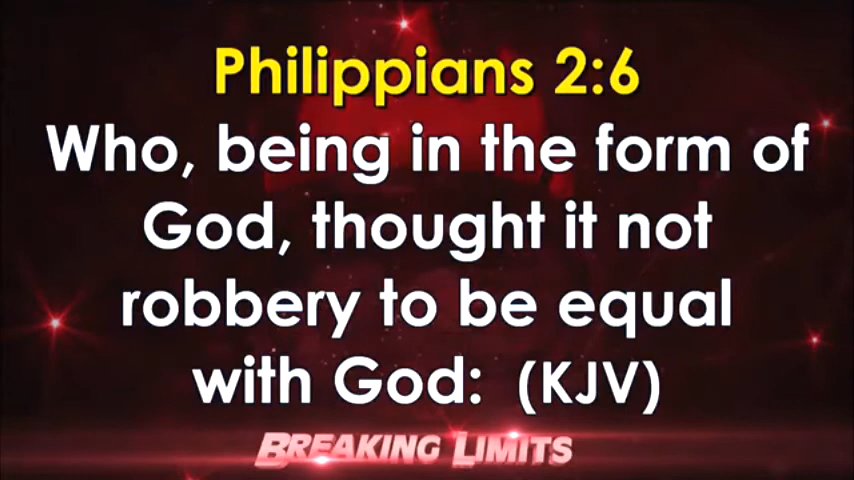 Philippians 2:6
Who, being in the form of
God, thought it not
robbery to be equal
with God: (KJV)
BREAKING LIMITS